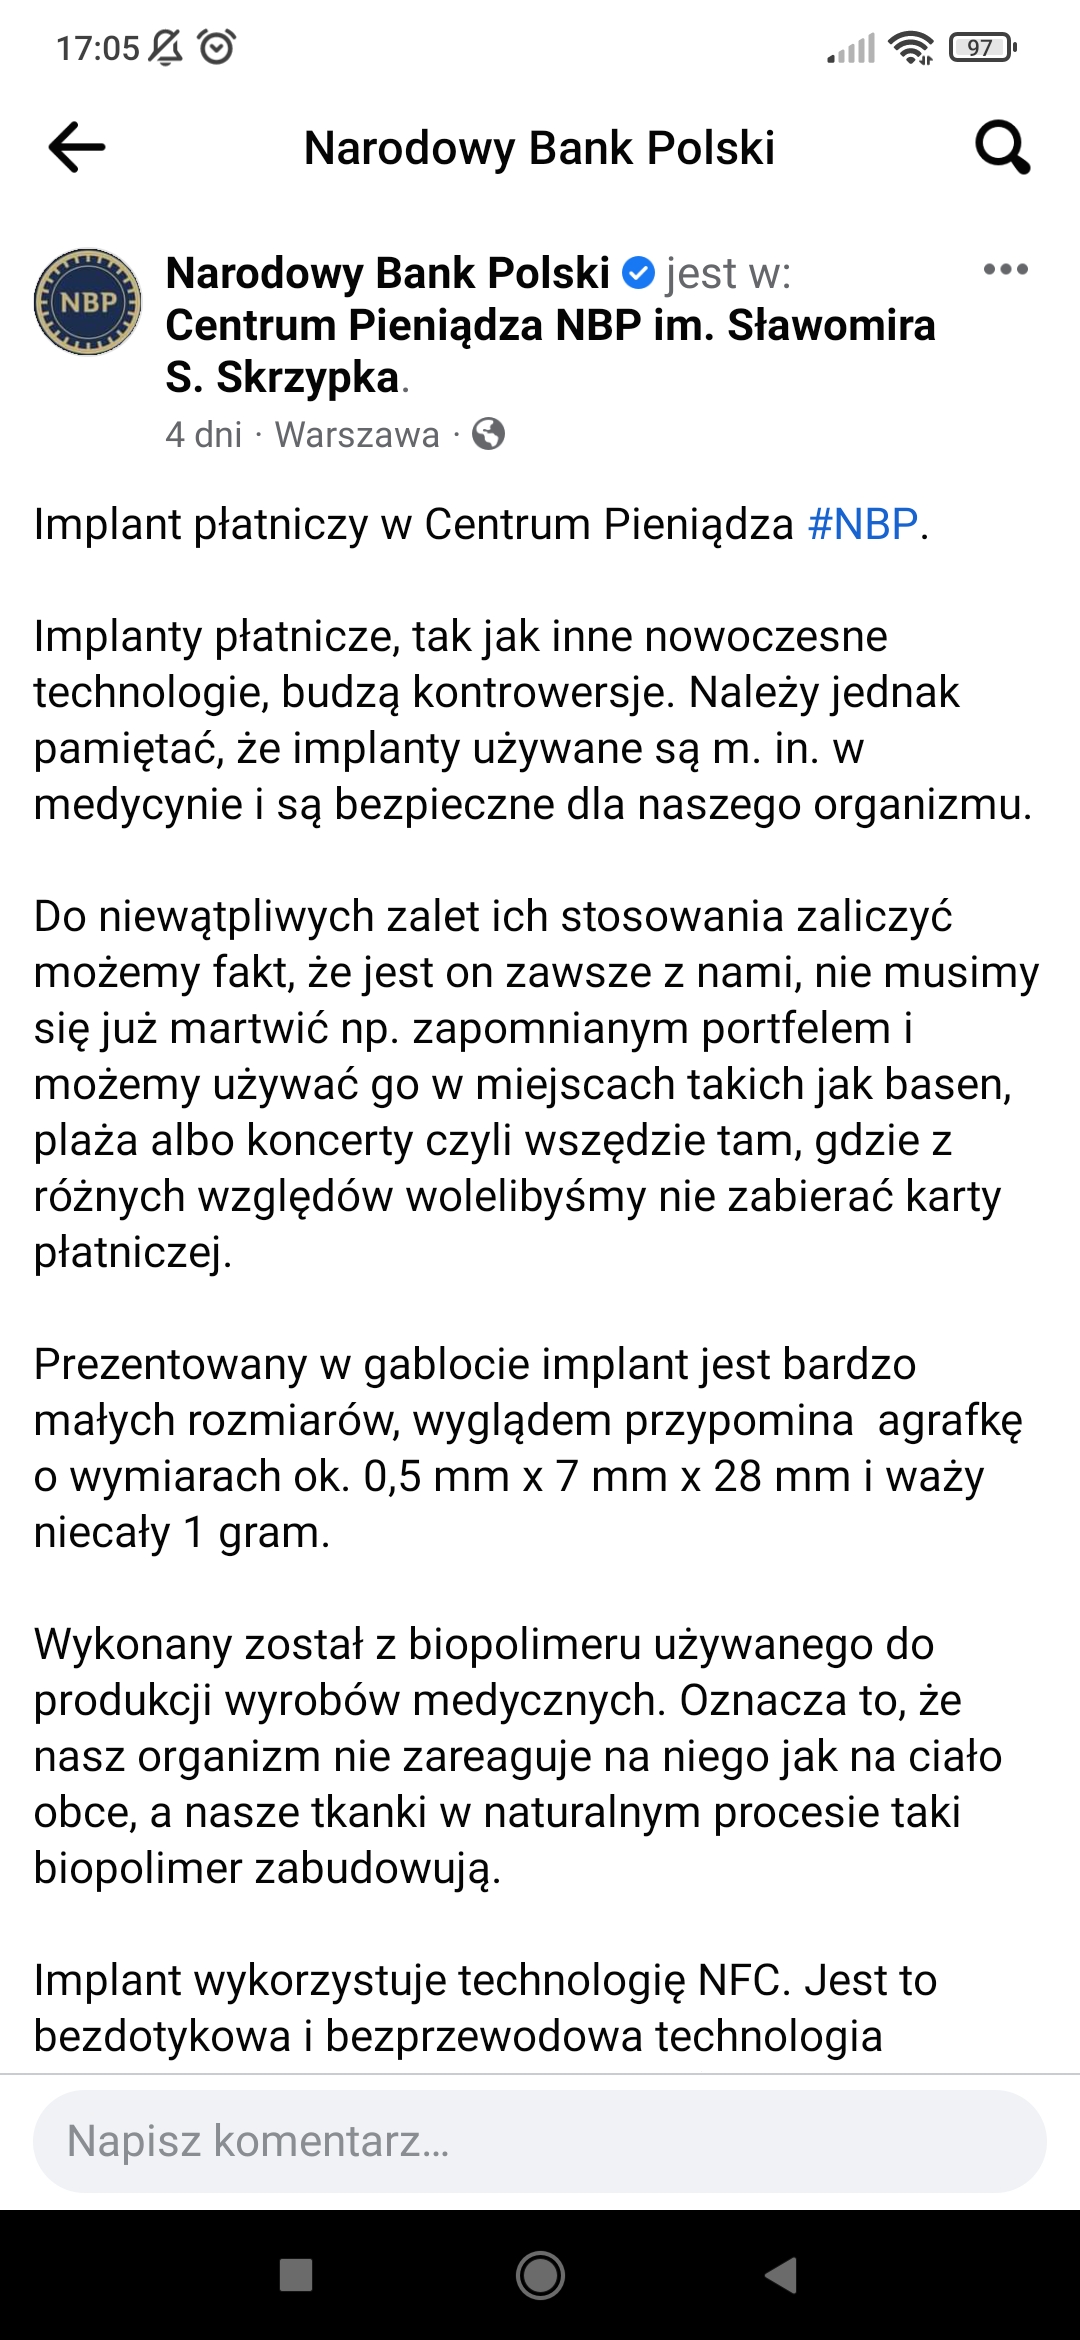 17:05
97
Narodowy Bank Polski
NBP
Narodowy Bank Polski jest w:
Centrum Pieniądza NBP im. Sławomira
S. Skrzypka.
4 dni · Warszawa ·
Implant płatniczy w Centrum Pieniądza #NBP.
Implanty płatnicze, tak jak inne nowoczesne
technologie, budzą kontrowersje. Należy jednak
pamiętać, że implanty używane są m. in. w
medycynie i są bezpieczne dla naszego organizmu.
Do niewątpliwych zalet ich stosowania zaliczyć
możemy fakt, że jest on zawsze z nami, nie musimy
się już martwić np. zapomnianym portfelem i
możemy używać go w miejscach takich jak basen,
plaża albo koncerty czyli wszędzie tam, gdzie z
różnych względów wolelibyśmy nie zabierać karty
płatniczej.
Prezentowany w gablocie implant jest bardzo
małych rozmiarów, wyglądem przypomina  agrafkę
o wymiarach ok. 0,5 mm x 7 mm x 28 mm i waży
niecały 1 gram.
Wykonany został z biopolimeru używanego do
produkcji wyrobów medycznych. Oznacza to, że
nasz organizm nie zareaguje na niego jak na ciało
obce, a nasze tkanki w naturalnym procesie taki
biopolimer zabudowują.
Implant wykorzystuje technologię NFC. Jest to
bezdotykowa i bezprzewodowa technologia
Napisz komentarz...